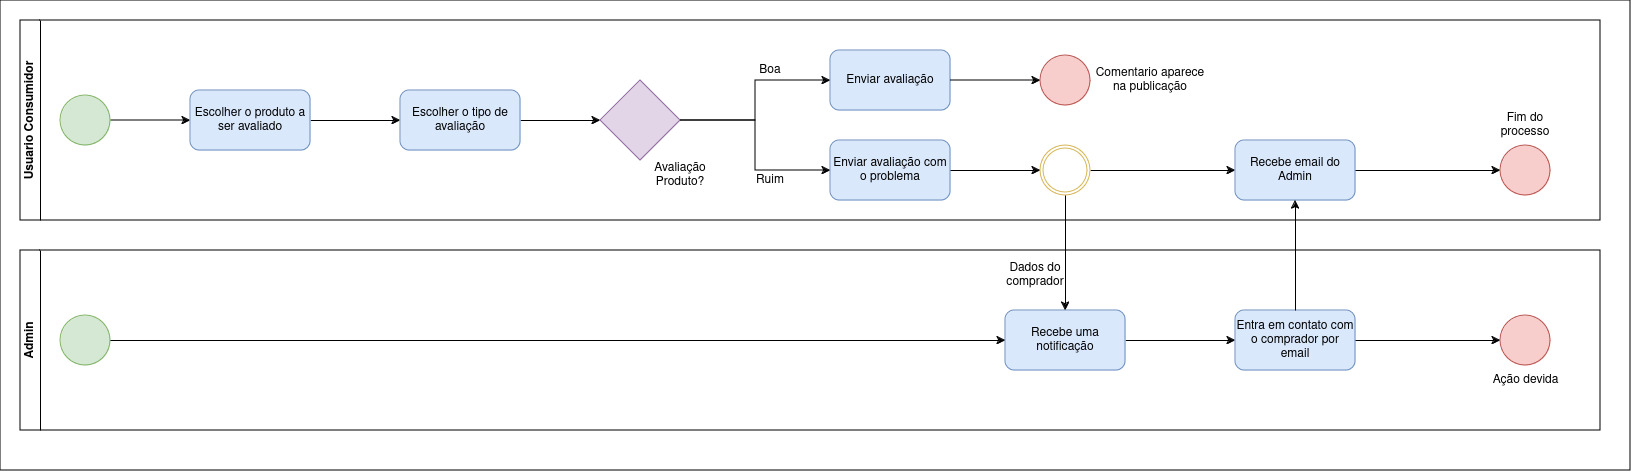 Usuario Consumidor
Escolher o produto a
ser avaliado
Escolher o tipo de
avaliação
Avaliação
Produto?
Boa
Ruim
Enviar avaliação
Comentario aparece
na publicação
Enviar avaliação com
o problema
Recebe email do
Admin
Fim do
processo
Admin
Dados do
comprador
Recebe uma
notificação
Entra em contato com
o comprador por
email
Ação devida